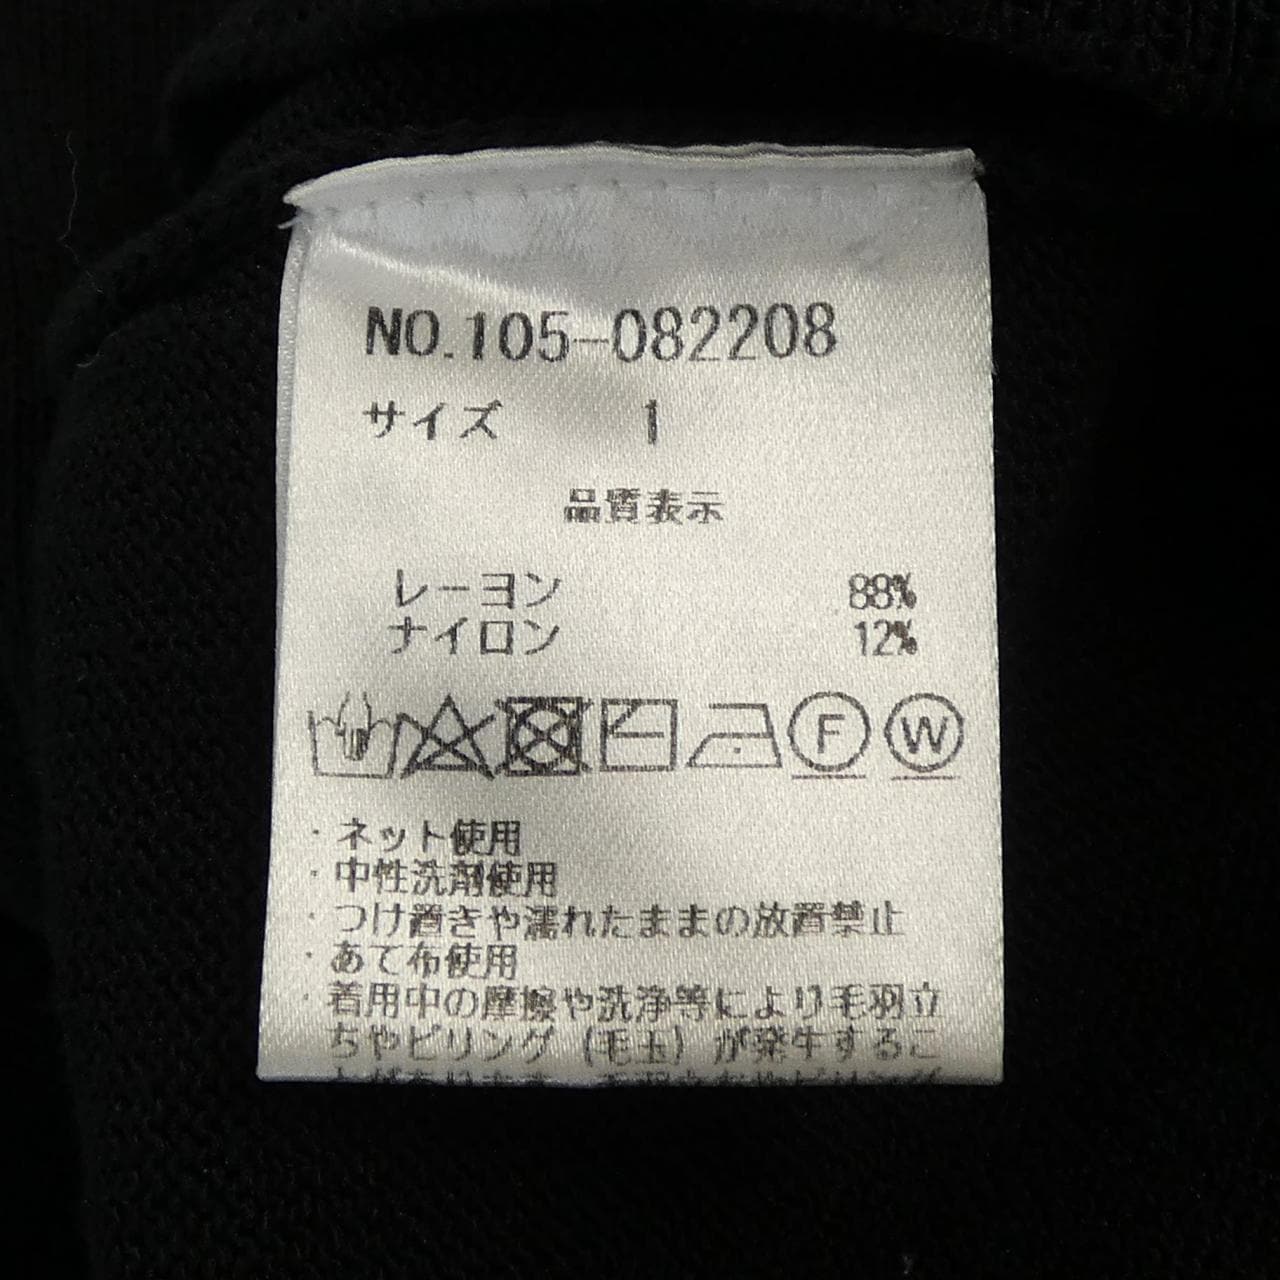 NO.105-082208
サイズ 1
品質表示
レーヨン 88%
ナイロン 12%
F W
・ネット使用
・中性洗剤使用
・つけ置きや濡れたままの放置禁止
・あて布使用
・着用中の摩擦や洗浄等により毛羽立
ちやピリング（毛玉）が発生するこ